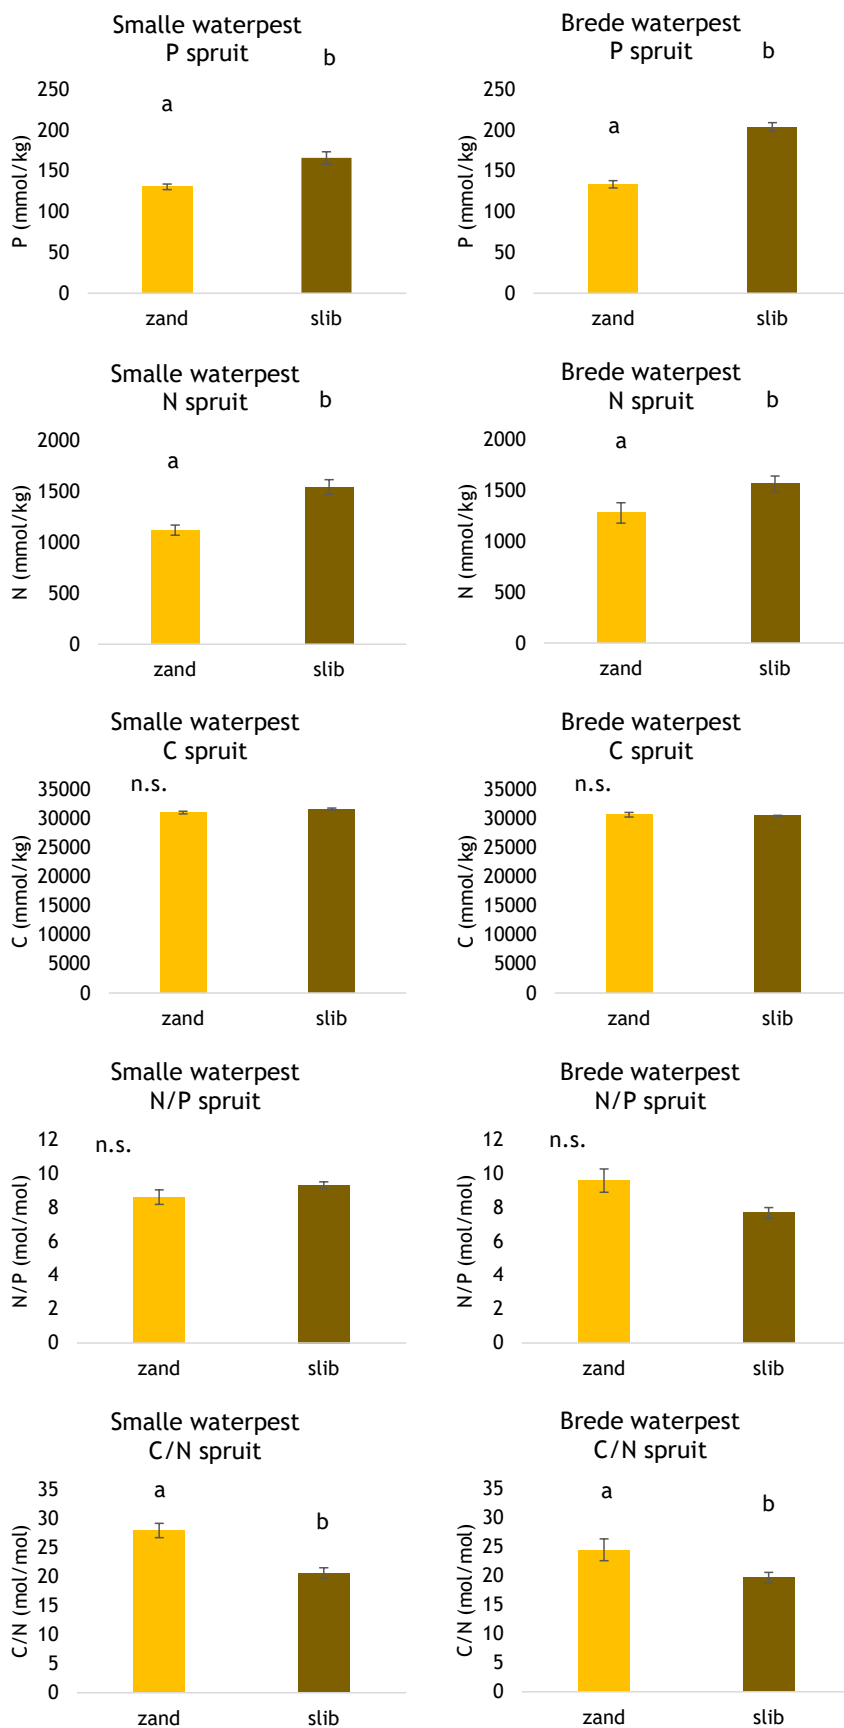 Smalle waterpest
P spruit
a
b
250
200
150
100
50
0
P (mmol/kg)
zand
slib
Brede waterpest
P spruit
a
b
250
200
150
100
50
0
P (mmol/kg)
zand
slib
Smalle waterpest
N spruit
a
b
2000
1500
1000
500
0
N (mmol/kg)
zand
slib
Brede waterpest
N spruit
a
b
2000
1500
1000
500
0
N (mmol/kg)
zand
slib
Smalle waterpest
C spruit
n.s.
35000
30000
25000
20000
15000
10000
5000
0
C (mmol/kg)
zand
slib
Brede waterpest
C spruit
n.s.
35000
30000
25000
20000
15000
10000
5000
0
C (mmol/kg)
zand
slib
Smalle waterpest
N/P spruit
n.s.
12
10
8
6
4
2
0
N/P (mol/mol)
zand
slib
Brede waterpest
N/P spruit
n.s.
12
10
8
6
4
2
0
N/P (mol/mol)
zand
slib
Smalle waterpest
C/N spruit
a
b
35
30
25
20
15
10
5
0
C/N (mol/mol)
zand
slib
Brede waterpest
C/N spruit
a
b
35
30
25
20
15
10
5
0
C/N (mol/mol)
zand
slib